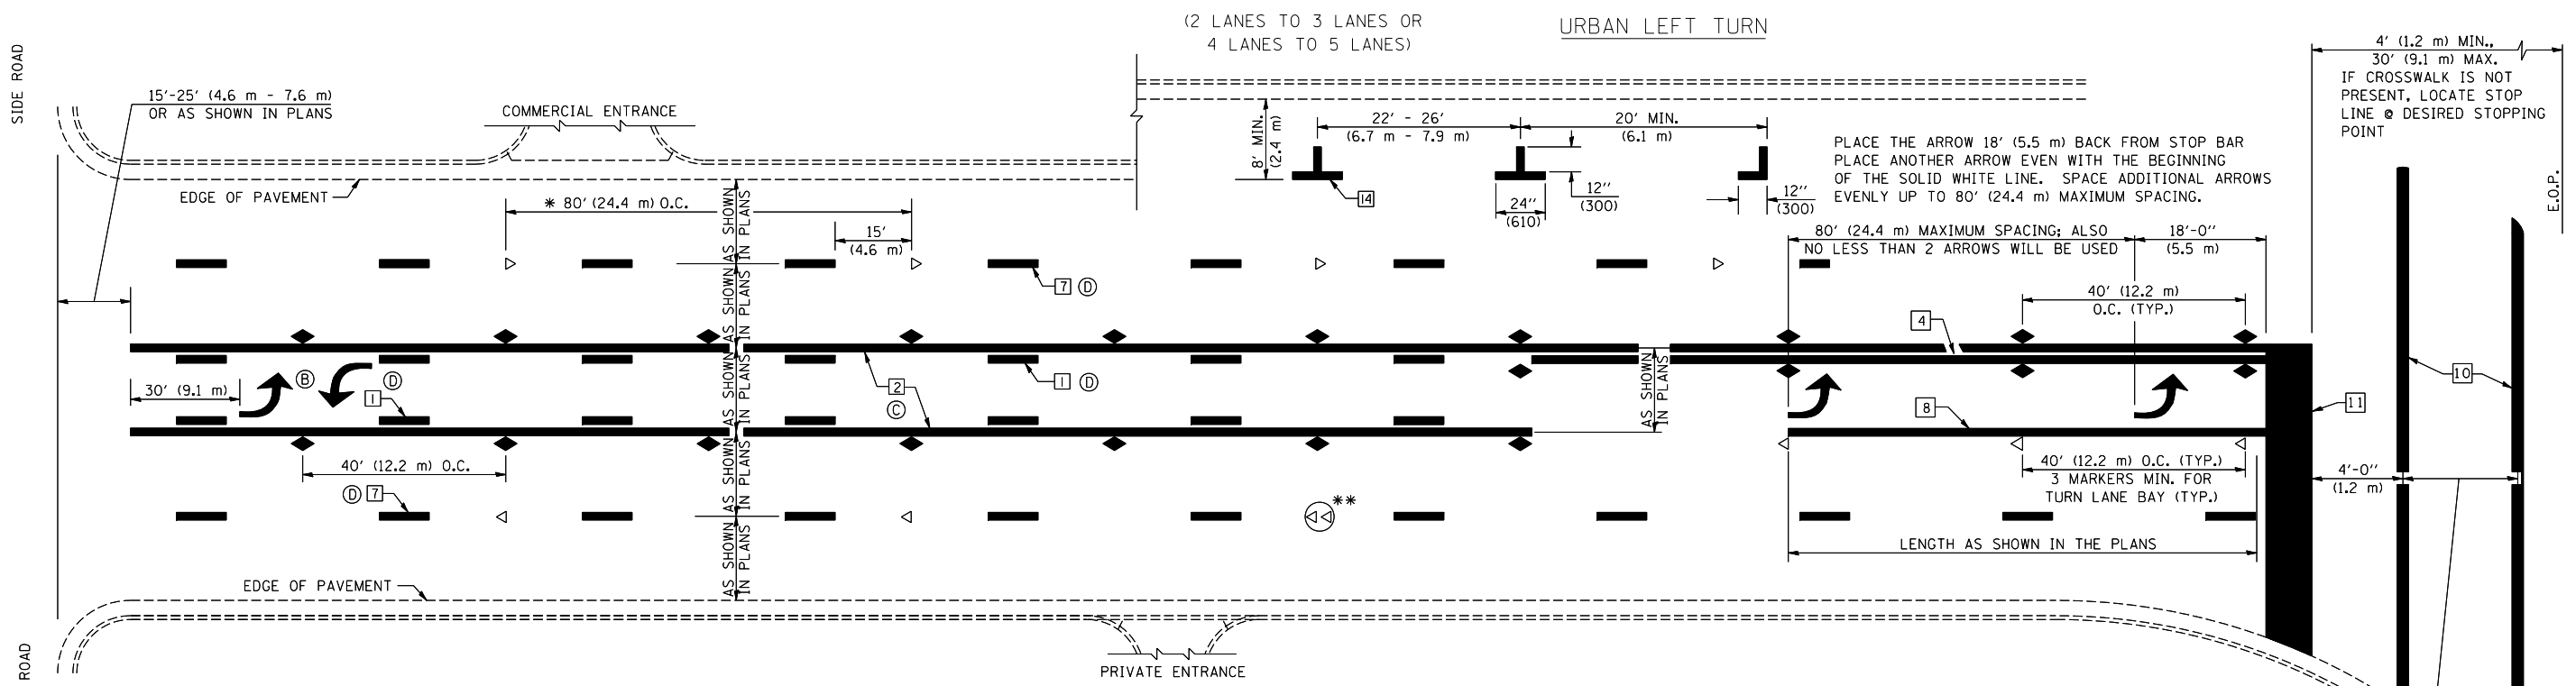 (2 LANES TO 3 LANES OR
4 LANES TO 5 LANES)
URBAN LEFT TURN
SIDE ROAD
15'-25' (4.6 m - 7.6 m)
OR AS SHOWN IN PLANS
COMMERCIAL ENTRANCE
EDGE OF PAVEMENT
* 80' (24.4 m) O.C.
15'
(4.6 m)
8' MIN.
(2.4 m)
22' - 26'
(6.7 m - 7.9 m)
20' MIN.
(6.1 m)
14
24"
(610)
12"
(300)
12"
(300)
4' (1.2 m) MIN.,
30' (9.1 m) MAX.
IF CROSSWALK IS NOT
PRESENT, LOCATE STOP
LINE @ DESIRED STOPPING
POINT
E.O.P.
PLACE THE ARROW 18' (5.5 m) BACK FROM STOP BAR
PLACE ANOTHER ARROW EVEN WITH THE BEGINNING
OF THE SOLID WHITE LINE. SPACE ADDITIONAL ARROWS
EVENLY UP TO 80' (24.4 m) MAXIMUM SPACING.
80' (24.4 m) MAXIMUM SPACING; ALSO
NO LESS THAN 2 ARROWS WILL BE USED
18'-0"
(5.5 m)
40' (12.2 m)
O.C. (TYP.)
AS SHOWN
IN PLANS
AS SHOWN
IN PLANS
AS SHOWN
IN PLANS
AS SHOWN
IN PLANS
AS SHOWN
IN PLANS
7 D
4
30' (9.1 m)
B
D
1
1 D
2
C
AS SHOWN
IN PLANS
8
11
10
40' (12.2 m) O.C.
D 7
**
40' (12.2 m) O.C. (TYP.)
3 MARKERS MIN. FOR
TURN LANE BAY (TYP.)
4'-0"
(1.2 m)
LENGTH AS SHOWN IN THE PLANS
EDGE OF PAVEMENT
PRIVATE ENTRANCE
ROAD